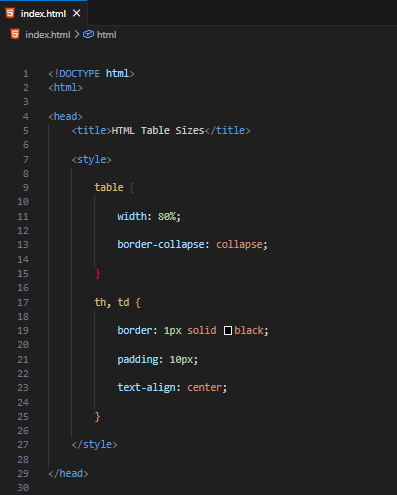 index.html ×
index.html > html
1 <!DOCTYPE html>
2 <html>
3
4 <head>
5     <title>HTML Table Sizes</title>
6
7     <style>
8
9         table {
10
11             width: 80%;
12
13             border-collapse: collapse;
14
15         }
16
17         th, td {
18
19             border: 1px solid black;
20
21             padding: 10px;
22
23             text-align: center;
24
25         }
26
27     </style>
28
29 </head>
30